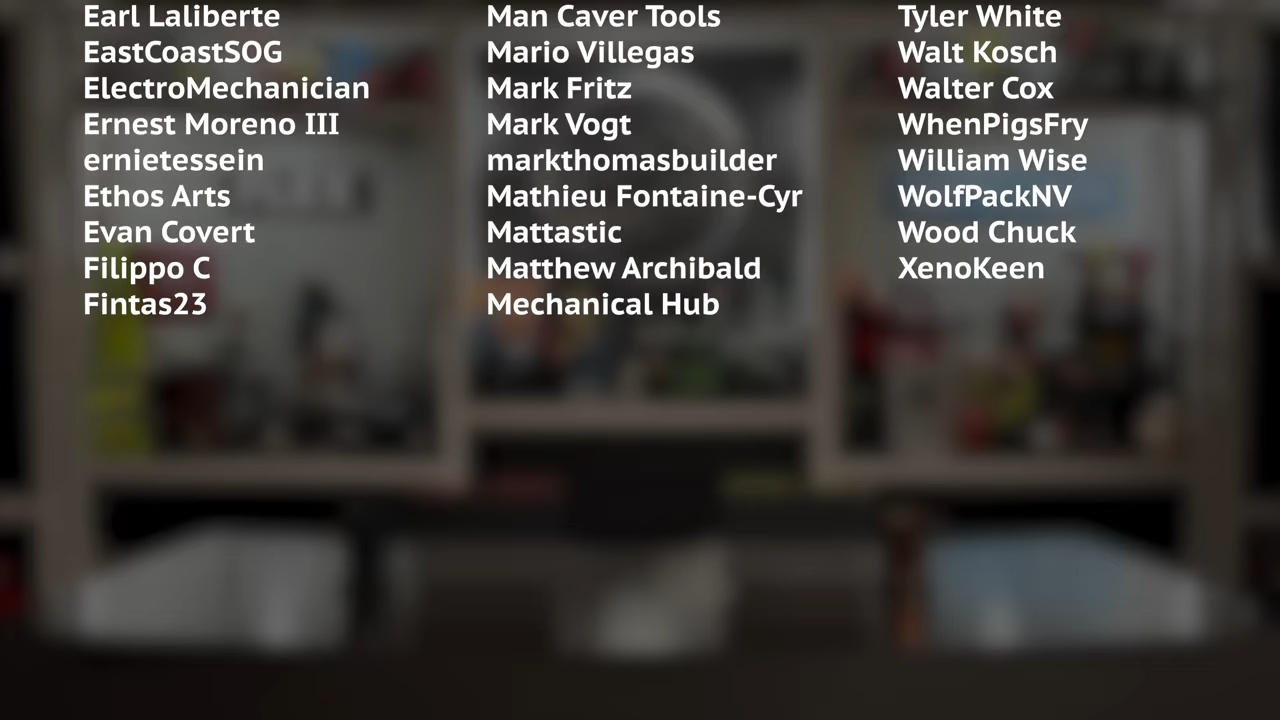 Earl Laliberte
EastCoastSOG
ElectroMechanician
Ernest Moreno III
ernietessein
Ethos Arts
Evan Covert
Filippo C
Fintas23
Man Caver Tools
Mario Villegas
Mark Fritz
Mark Vogt
markthomasbuilder
Mathieu Fontaine-Cyr
Mattastic
Matthew Archibald
Mechanical Hub
Tyler White
Walt Kosch
Walter Cox
WhenPigsFry
William Wise
WolfPackNV
Wood Chuck
XenoKeen